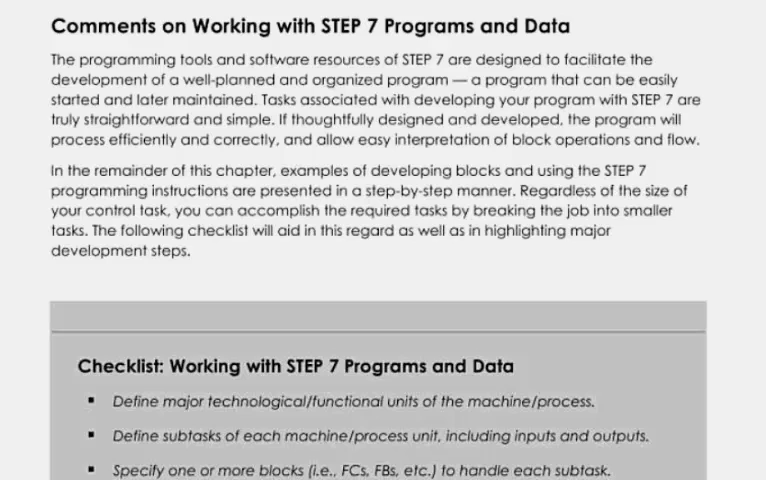 Comments on Working with STEP 7 Programs and Data
The programming tools and software resources of STEP 7 are designed to facilitate the
development of a well-planned and organized program — a program that can be easily
started and later maintained. Tasks associated with developing your program with STEP 7 are
truly straightforward and simple. If thoughtfully designed and developed, the program will
process efficiently and correctly, and allow easy interpretation of block operations and flow.
In the remainder of this chapter, examples of developing blocks and using the STEP 7
programming instructions are presented in a step-by-step manner. Regardless of the size of
your control task, you can accomplish the required tasks by breaking the job into smaller
tasks. The following checklist will aid in this regard as well as in highlighting major
development steps.
Checklist: Working with STEP 7 Programs and Data
▪ Define major technological/functional units of the machine/process.
▪ Define subtasks of each machine/process unit, including inputs and outputs.
▪ Specify one or more blocks (i.e., FCs, FBs, etc.) to handle each subtask.